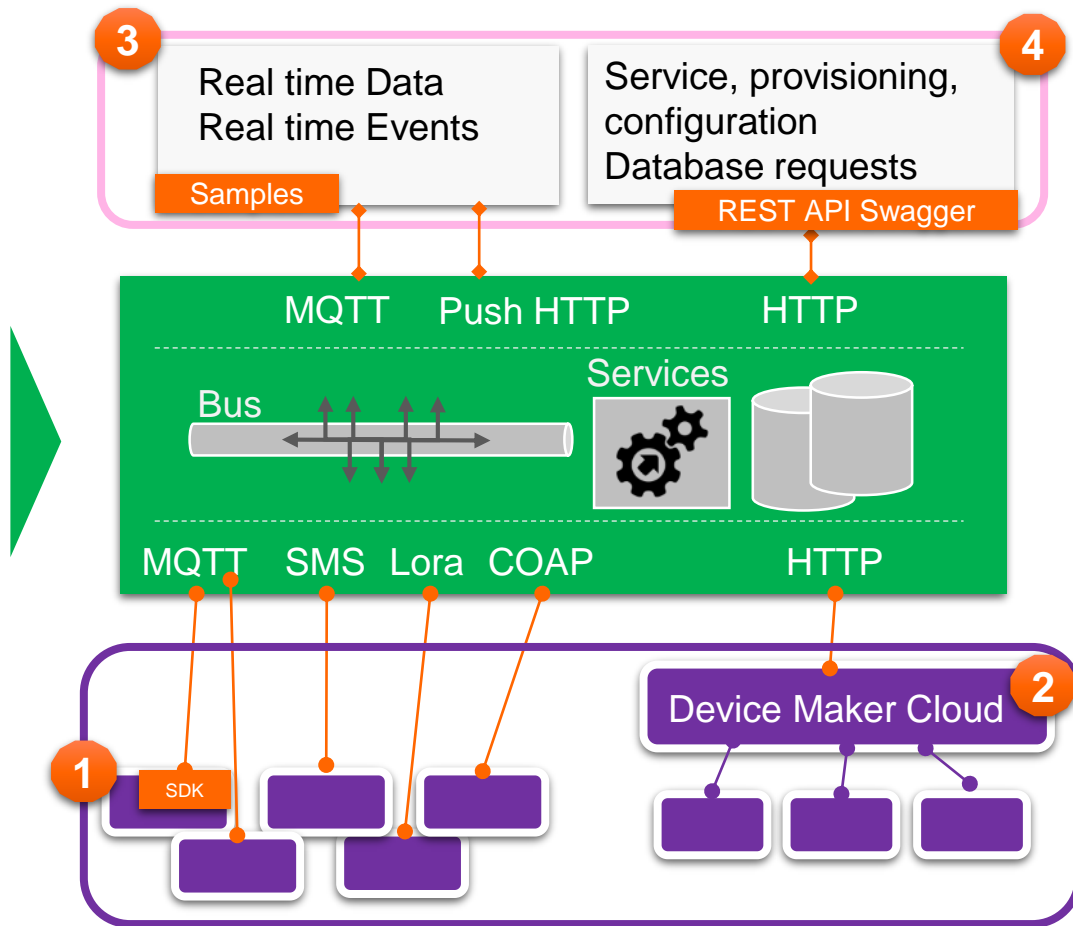 3
4
Real time Data
Real time Events
Samples
Service, provisioning,
configuration
Database requests
REST API Swagger
MQTT
Push HTTP
HTTP
Bus
Services
MQTT
SMS
Lora
COAP
HTTP
1
SDK
2
Device Maker Cloud